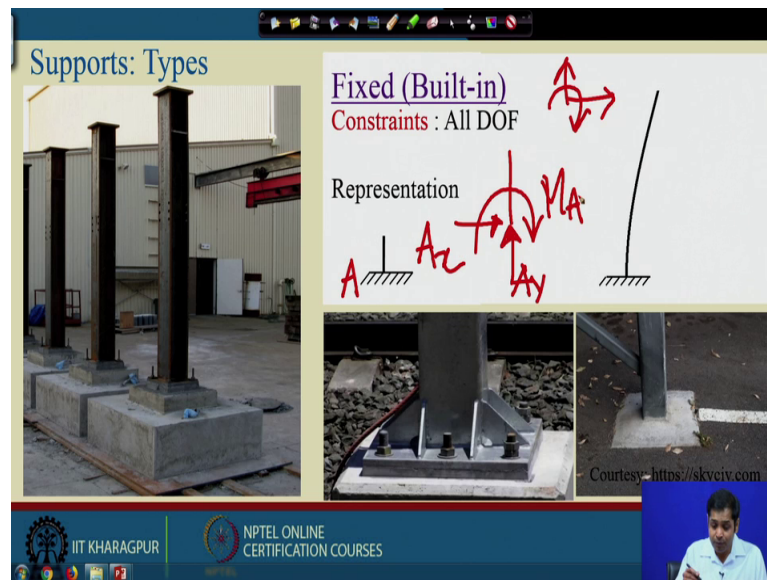 Supports: Types
Fixed (Built-in)
Constraints : All DOF
Representation
A
Ax
Ay
MA
Courtesy: https://skyciv.com
IIT KHARAGPUR
NPTEL ONLINE
CERTIFICATION COURSES
NPTEL